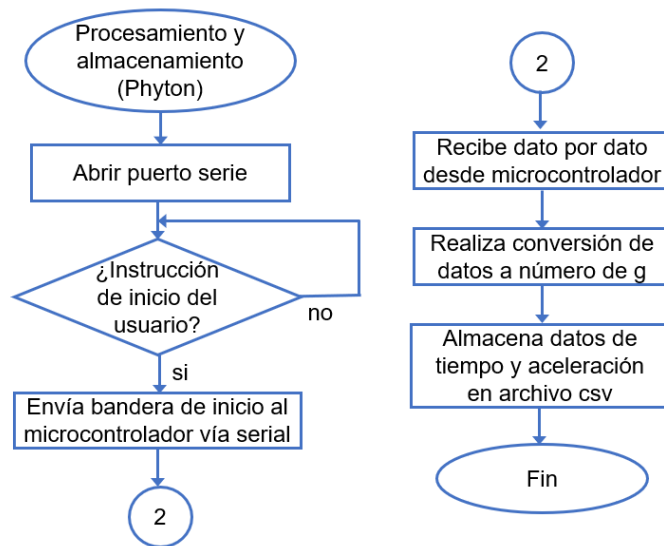 Procesamiento y
almacenamiento
(Phyton)
Abrir puerto serie
¿Instrucción
de inicio del
usuario?
no
si
Envía bandera de inicio al
microcontrolador vía serial
2
2
Recibe dato por dato
desde microcontrolador
Realiza conversión de
datos a número de g
Almacena datos de
tiempo y aceleración
en archivo csv
Fin